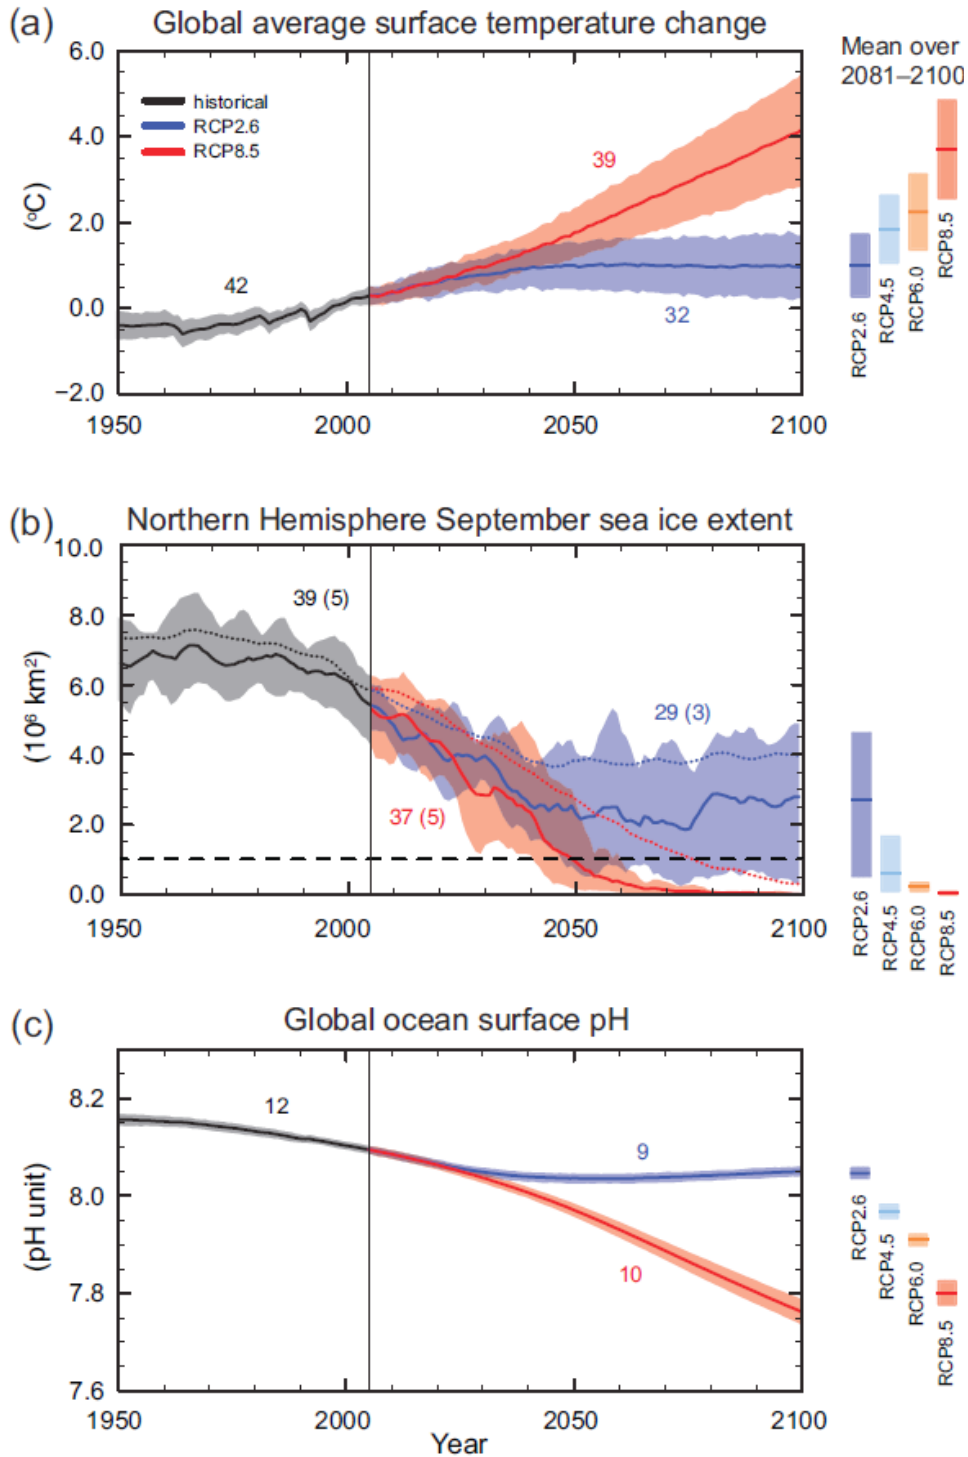 (a) Global average surface temperature change
Mean over
2081–2100
6.0
4.0
2.0
0.0
−2.0
(°C)
historical
RCP2.6
RCP8.5
42
39
32
1950 2000 2050 2100
RCP2.6
RCP4.5
RCP6.0
RCP8.5
(b) Northern Hemisphere September sea ice extent
10.0
8.0
6.0
4.0
2.0
0.0
(10⁶ km²)
39 (5)
29 (3)
37 (5)
1950 2000 2050 2100
RCP2.6
RCP4.5
RCP6.0
RCP8.5
(c) Global ocean surface pH
8.2
8.0
7.8
7.6
(pH unit)
12
9
10
1950 2000 2050 2100
Year
RCP2.6
RCP4.5
RCP6.0
RCP8.5